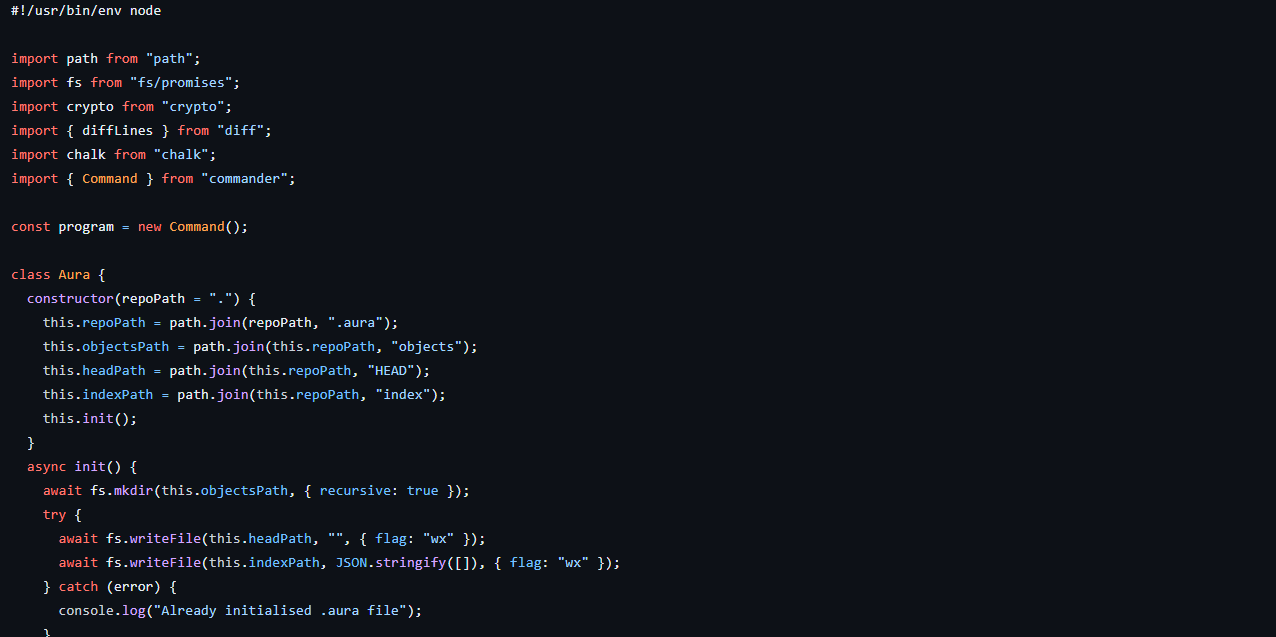 #!/usr/bin/env node
import path from "path";
import fs from "fs/promises";
import crypto from "crypto";
import { diffLines } from "diff";
import chalk from "chalk";
import { Command } from "commander";
const program = new Command();
class Aura {
  constructor(repoPath = ".") {
    this.repoPath = path.join(repoPath, ".aura");
    this.objectsPath = path.join(this.repoPath, "objects");
    this.headPath = path.join(this.repoPath, "HEAD");
    this.indexPath = path.join(this.repoPath, "index");
    this.init();
  }
  async init() {
    await fs.mkdir(this.objectsPath, { recursive: true });
    try {
      await fs.writeFile(this.headPath, "", { flag: "wx" });
      await fs.writeFile(this.indexPath, JSON.stringify([]), { flag: "wx" });
    } catch (error) {
      console.log("Already initialised .aura file");
    }